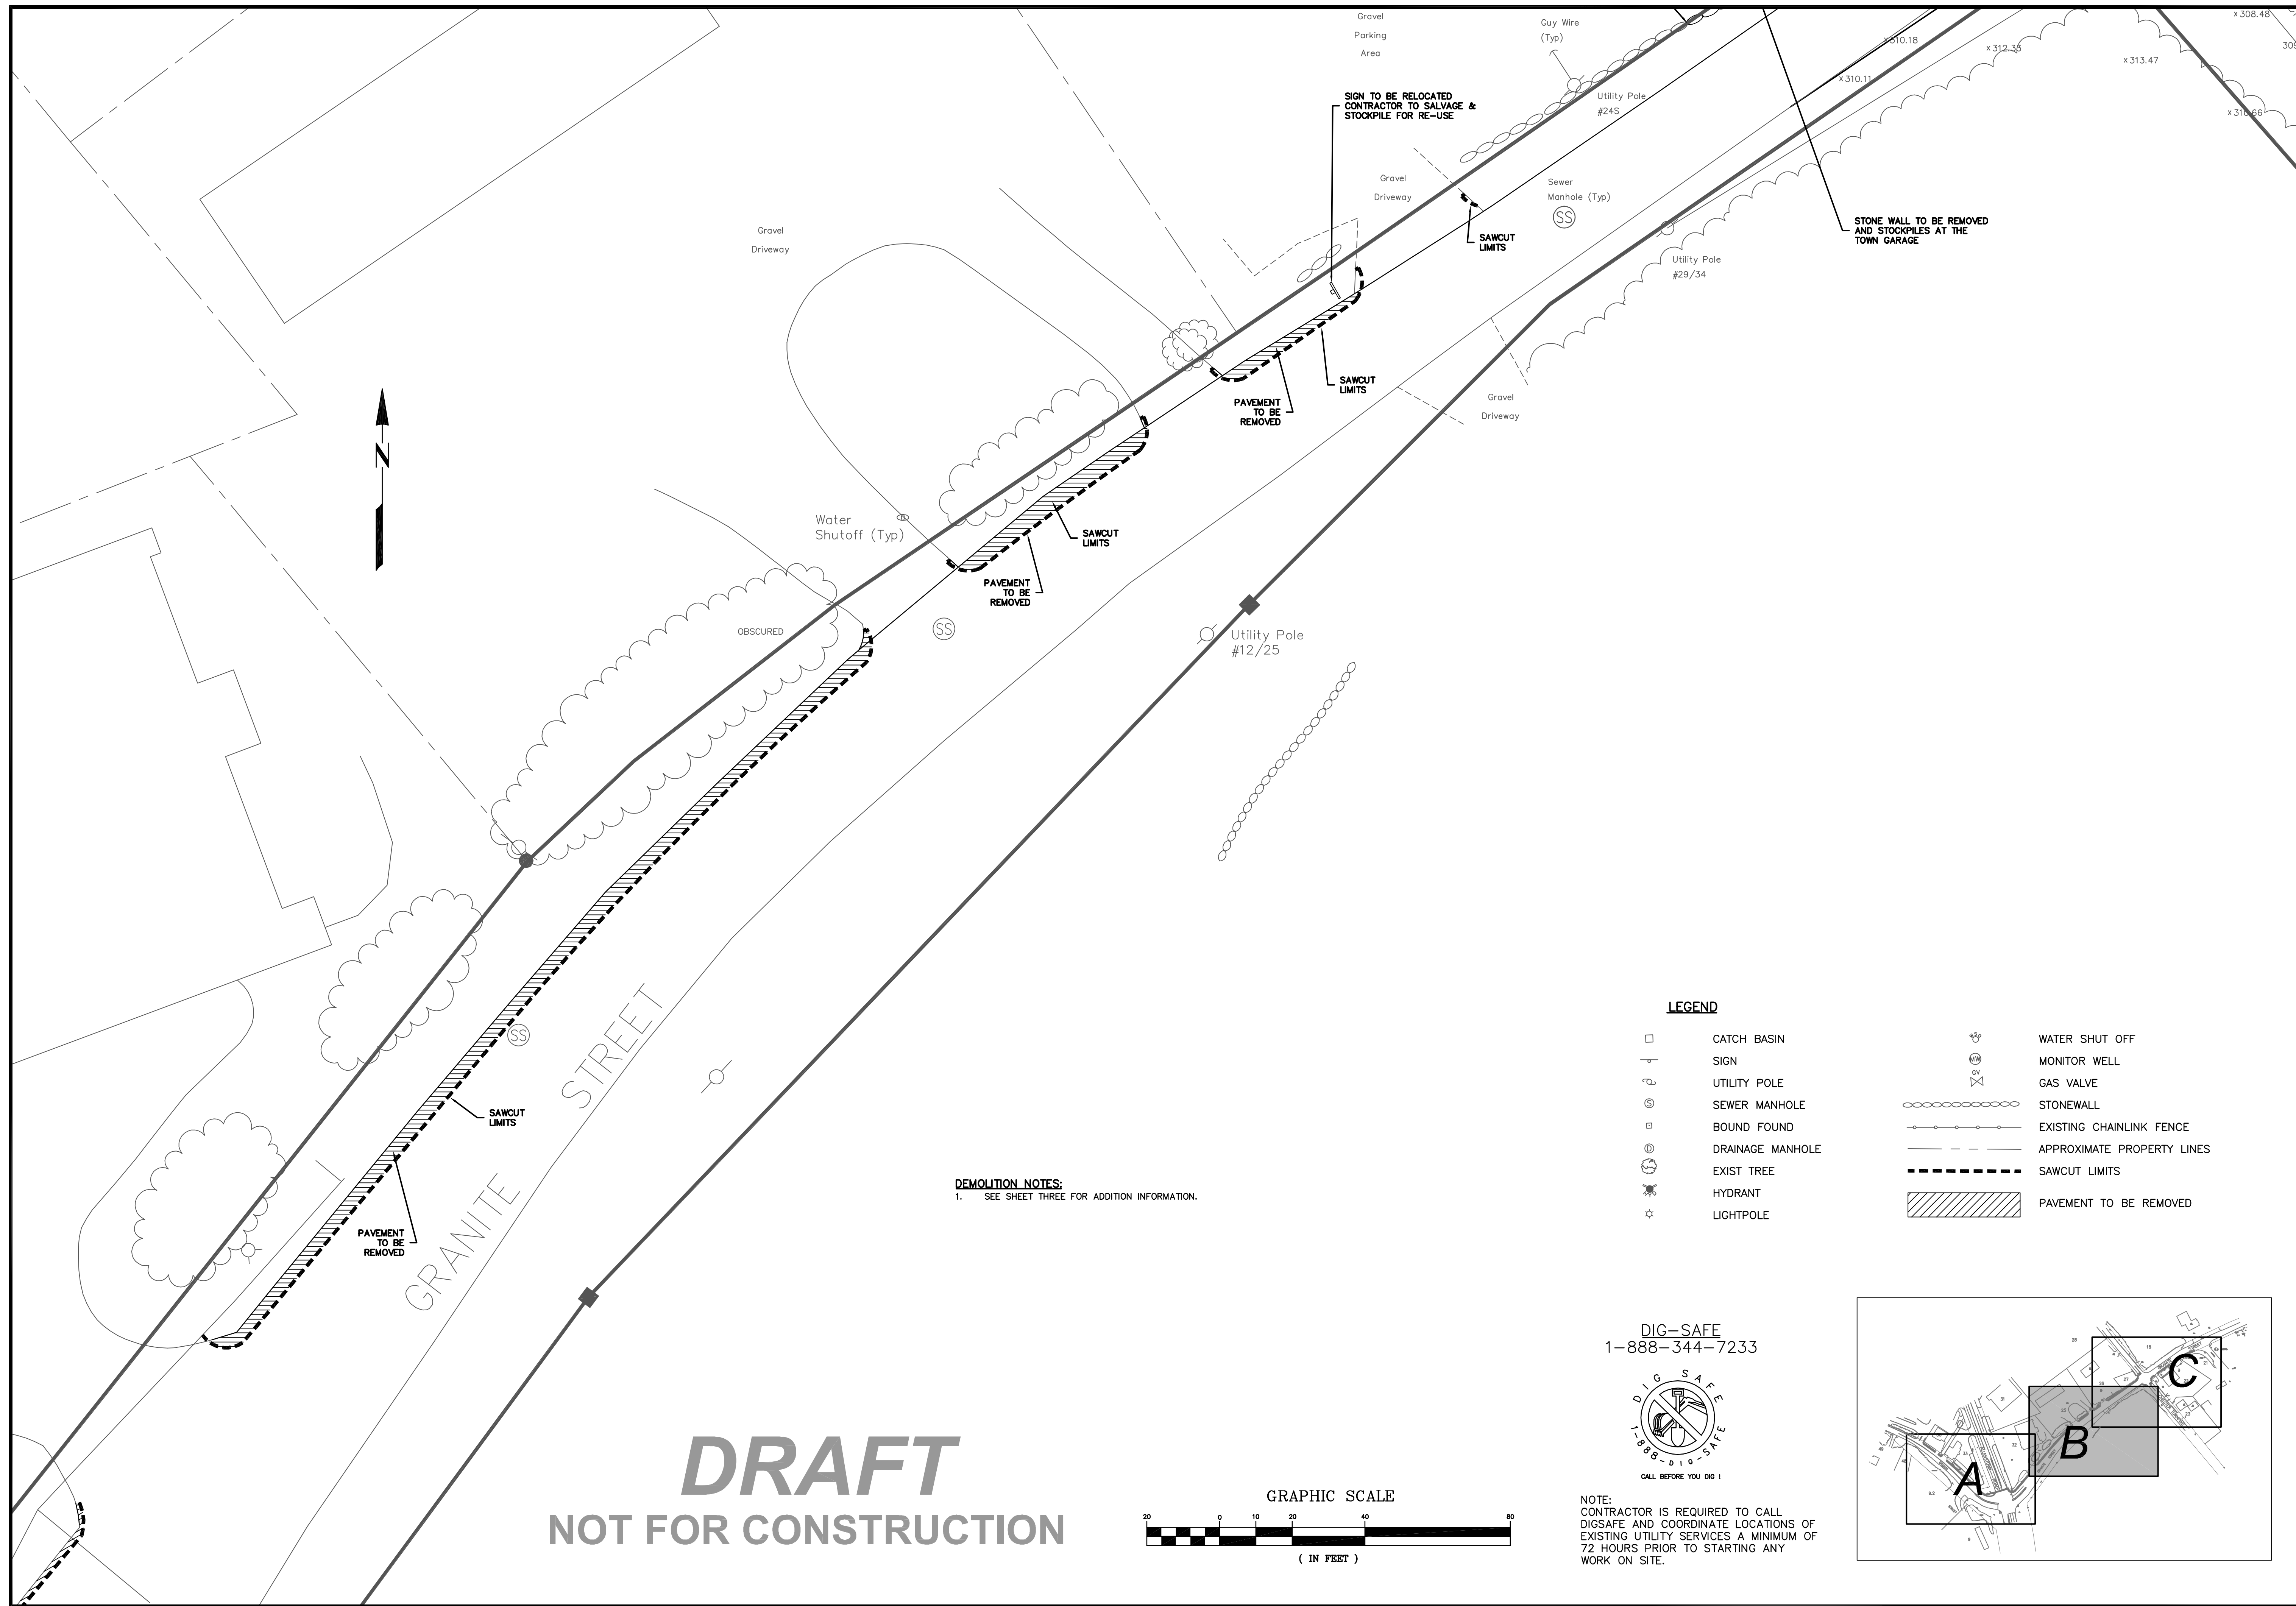 Gravel
Parking
Area
Guy Wire
(Typ)
x 308.48
x 310.18
x 312.33
x 313.47
x 310.11
SIGN TO BE RELOCATED
CONTRACTOR TO SALVAGE &
STOCKPILE FOR RE-USE
Utility Pole
#24S
Gravel
Driveway
Sewer
Manhole (Typ)
SS
SAWCUT
LIMITS
STONE WALL TO BE REMOVED
AND STOCKPILES AT THE
TOWN GARAGE
Gravel
Driveway
Utility Pole
#29/34
SAWCUT
LIMITS
PAVEMENT
TO BE
REMOVED
Gravel
Driveway
N
Water
Shutoff (Typ)
SAWCUT
LIMITS
PAVEMENT
TO BE
REMOVED
OBSCURED
SS
Utility Pole
#12/25
SS
SAWCUT
LIMITS
PAVEMENT
TO BE
REMOVED
GRANITE STREET
DEMOLITION NOTES:
1. SEE SHEET THREE FOR ADDITION INFORMATION.
LEGEND
CATCH BASIN
SIGN
UTILITY POLE
S SEWER MANHOLE
BOUND FOUND
D DRAINAGE MANHOLE
EXIST TREE
HYDRANT
LIGHTPOLE
WATER SHUT OFF
MW MONITOR WELL
GV GAS VALVE
STONEWALL
EXISTING CHAINLINK FENCE
APPROXIMATE PROPERTY LINES
SAWCUT LIMITS
PAVEMENT TO BE REMOVED
DRAFT
NOT FOR CONSTRUCTION
GRAPHIC SCALE
20 0 10 20 40 80
( IN FEET )
DIG-SAFE
1-888-344-7233
DIG SAFE
1-888-DIG-SAFE
CALL BEFORE YOU DIG !
NOTE:
CONTRACTOR IS REQUIRED TO CALL
DIGSAFE AND COORDINATE LOCATIONS OF
EXISTING UTILITY SERVICES A MINIMUM OF
72 HOURS PRIOR TO STARTING ANY
WORK ON SITE.
A
B
C